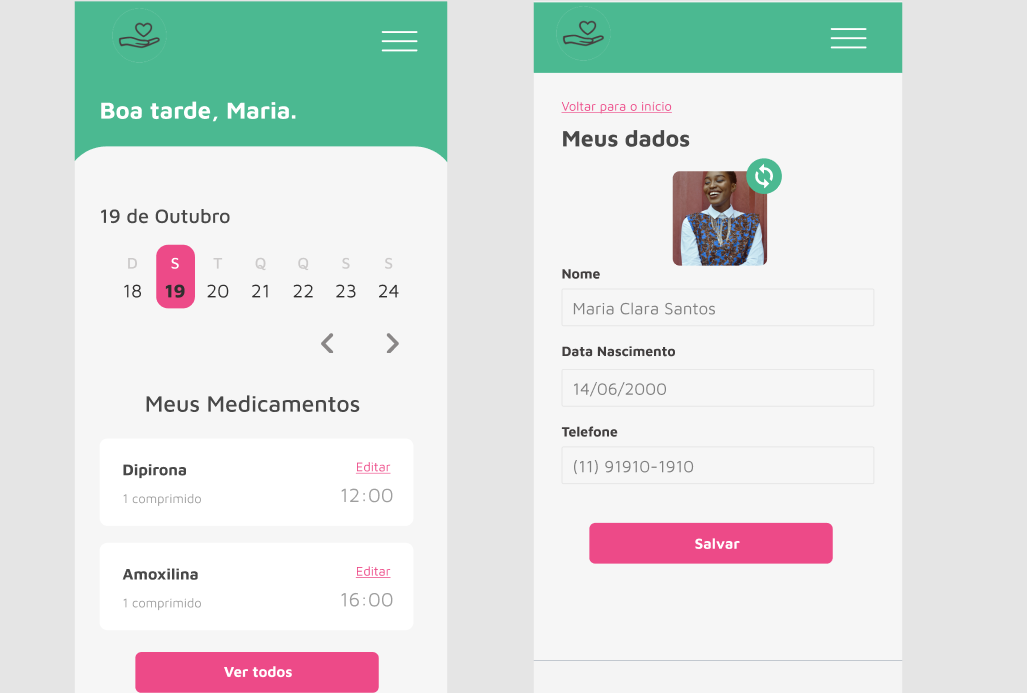 Boa tarde, Maria.
19 de Outubro
D S T Q Q S S
18 19 20 21 22 23 24
Meus Medicamentos
Dipirona Editar
1 comprimido 12:00
Amoxilina Editar
1 comprimido 16:00
Ver todos
Voltar para o inicio
Meus dados
Nome
Maria Clara Santos
Data Nascimento
14/06/2000
Telefone
(11) 91910-1910
Salvar